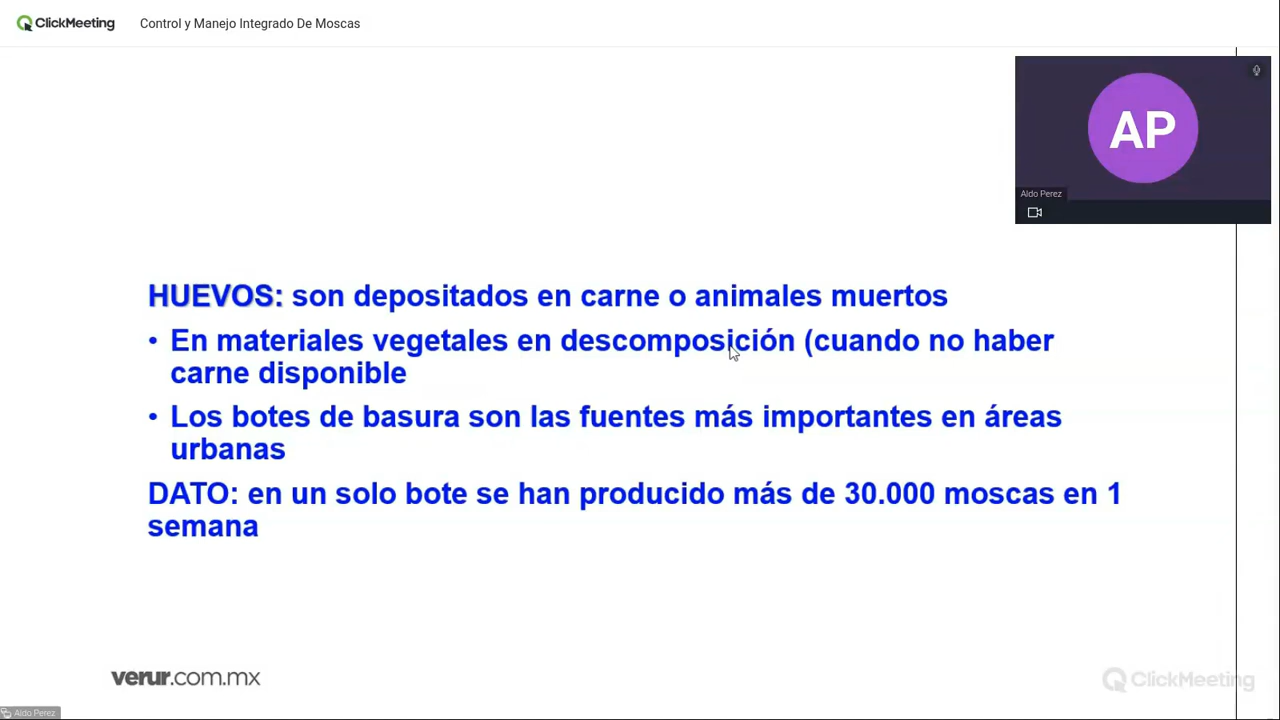 ClickMeeting Control y Manejo Integrado De Moscas
AP
Aldo Perez
HUEVOS: son depositados en carne o animales muertos
• En materiales vegetales en descomposición (cuando no haber
carne disponible
• Los botes de basura son las fuentes más importantes en áreas
urbanas
DATO: en un solo bote se han producido más de 30.000 moscas en 1
semana
verur.com.mx
ClickMeeting
Aldo Perez